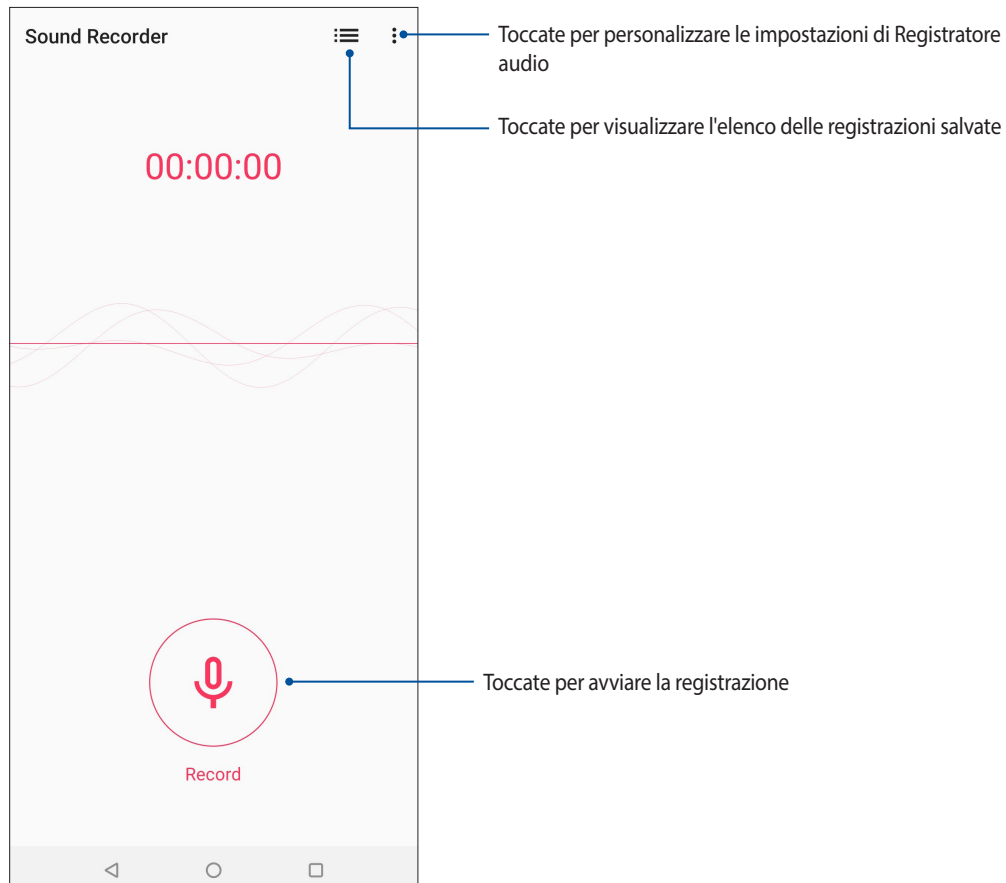 Sound Recorder
Toccate per personalizzare le impostazioni di Registratore
audio
Toccate per visualizzare l'elenco delle registrazioni salvate
00:00:00
Toccate per avviare la registrazione
Record